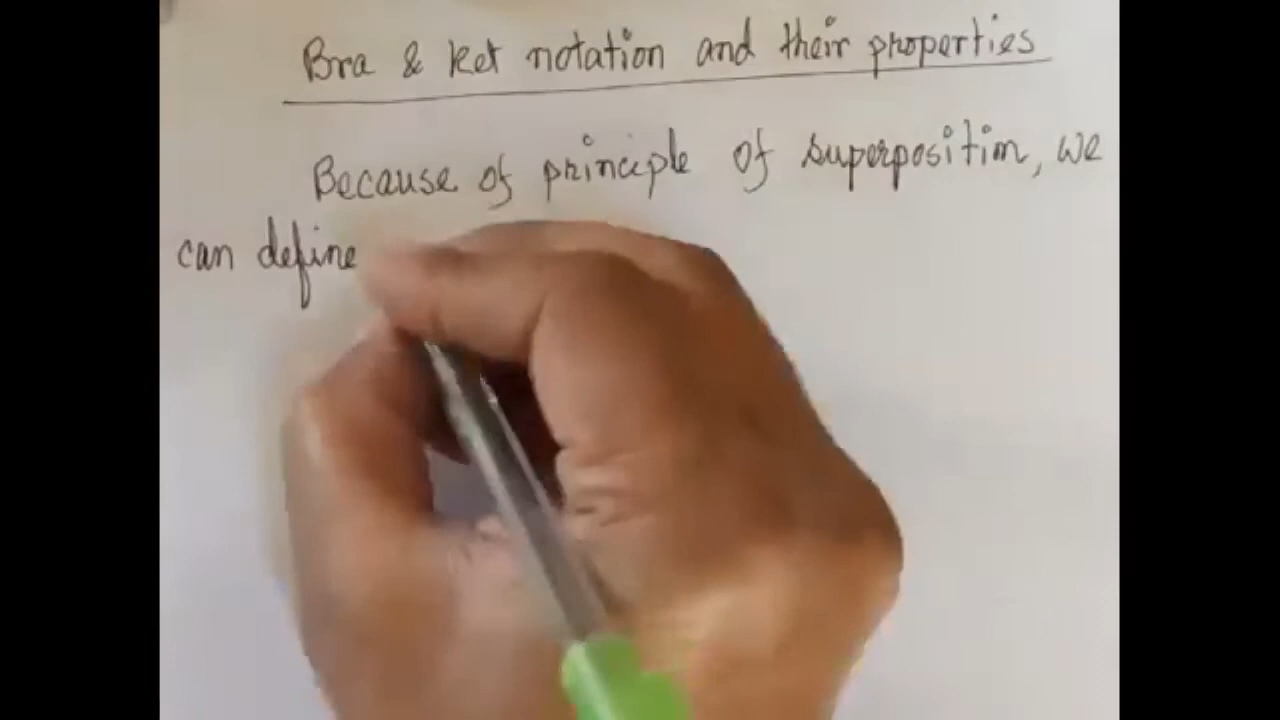 Bra & ket notation and their properties
Because of principle of superposition, we
can define